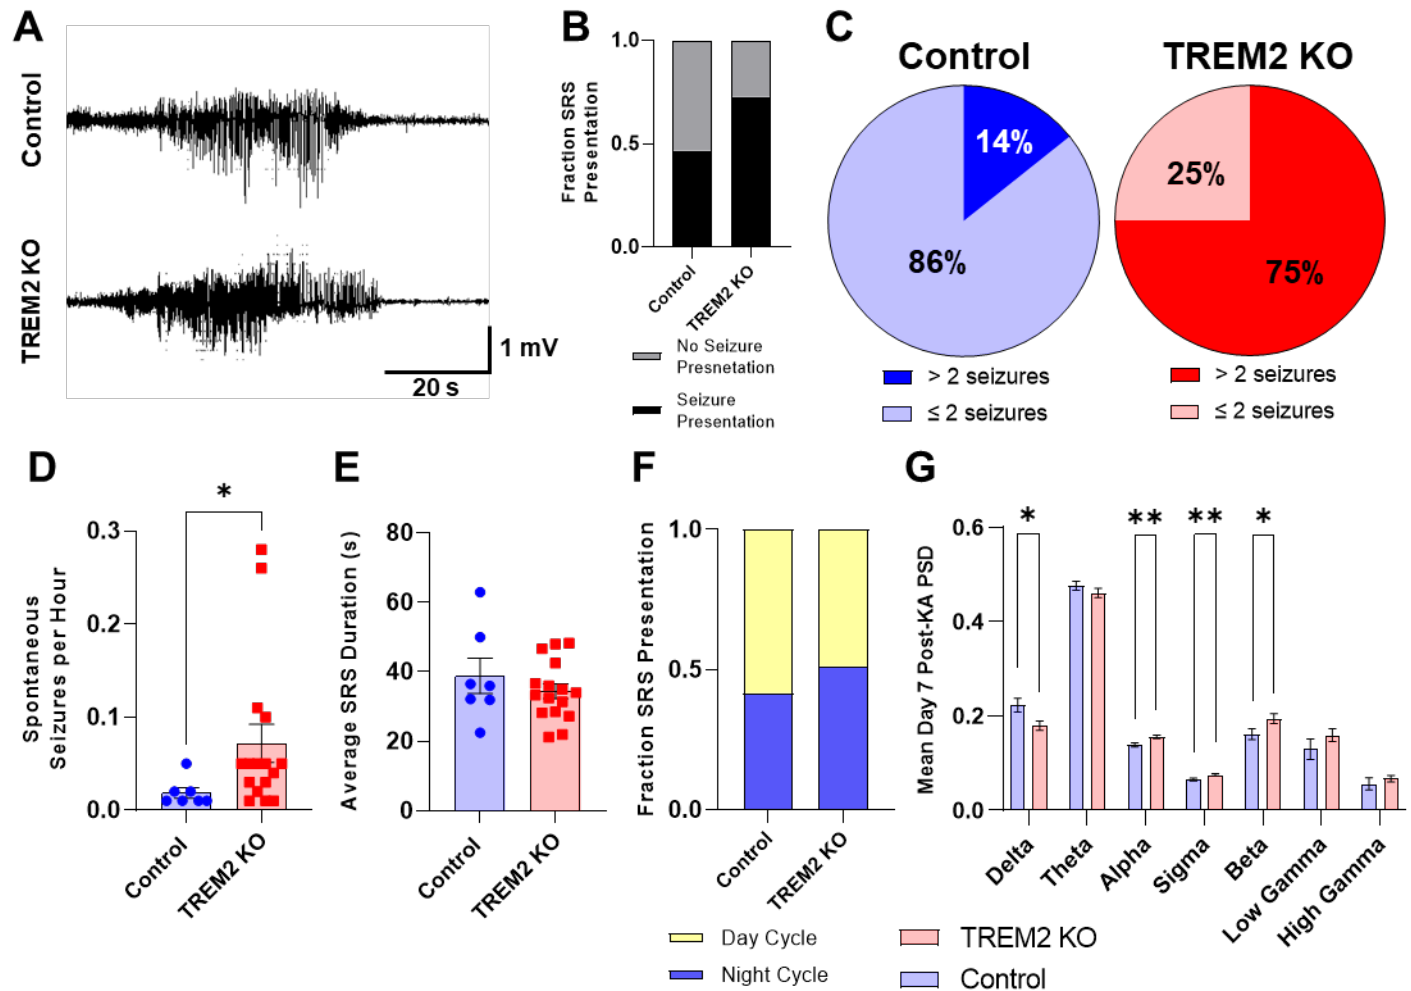 A
Control
TREM2 KO
1 mV
20 s
B
Fraction SRS
Presentation
1.0
0.5
0.0
Control
TREM2 KO
No Seizure
Presnetation
Seizure
Presentation
C
Control
TREM2 KO
14%
86%
25%
75%
> 2 seizures
≤ 2 seizures
> 2 seizures
≤ 2 seizures
D
Spontaneous
Seizures per Hour
0.3
0.2
0.1
0.0
*
Control
TREM2 KO
E
Average SRS Duration (s)
80
60
40
20
0
Control
TREM2 KO
F
Fraction SRS Presentation
1.0
0.5
0.0
Control
TREM2 KO
Day Cycle
Night Cycle
G
Mean Day 7 Post-KA PSD
0.6
0.4
0.2
0.0
*
**
**
*
Delta
Theta
Alpha
Sigma
Beta
Low Gamma
High Gamma
TREM2 KO
Control